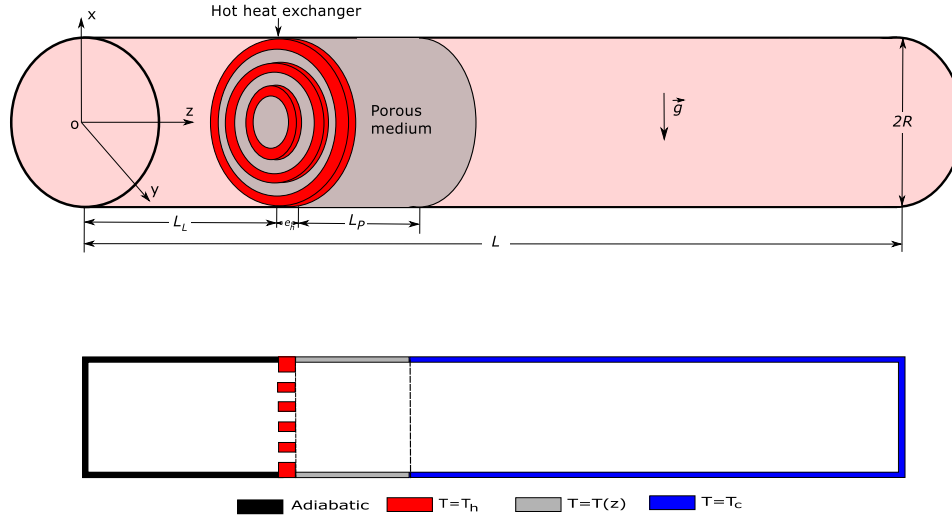 Hot heat exchanger
x
z
o
y
Porous
medium
g⃗
2R
L_L
e_h
L_P
L
Adiabatic
T=T_h
T=T(z)
T=T_c